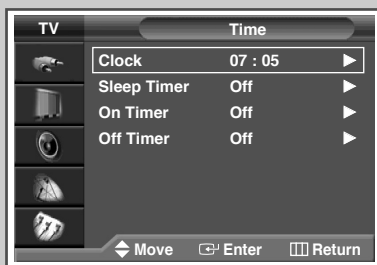 TV Time
Clock 07 : 05 ▶
Sleep Timer Off ▶
On Timer Off ▶
Off Timer Off ▶
Move Enter Return